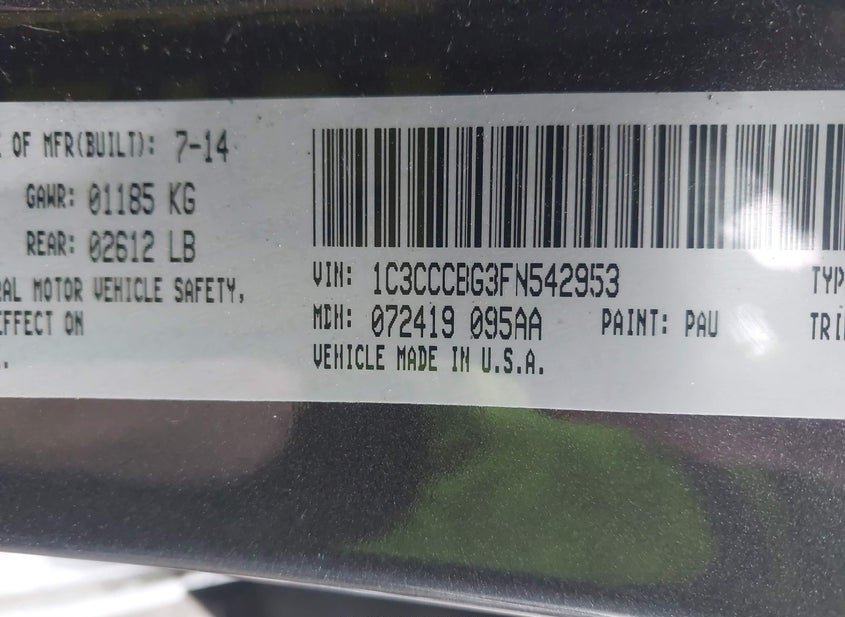 OF MFR(BUILT): 7-14
GAWR: 01185 KG
REAR: 02612 LB
MOTOR VEHICLE SAFETY,
EFFECT ON
VIN: 1C3CCCBG3FN542953
MDH: 072419 095AA PAINT: PAU
VEHICLE MADE IN U.S.A.